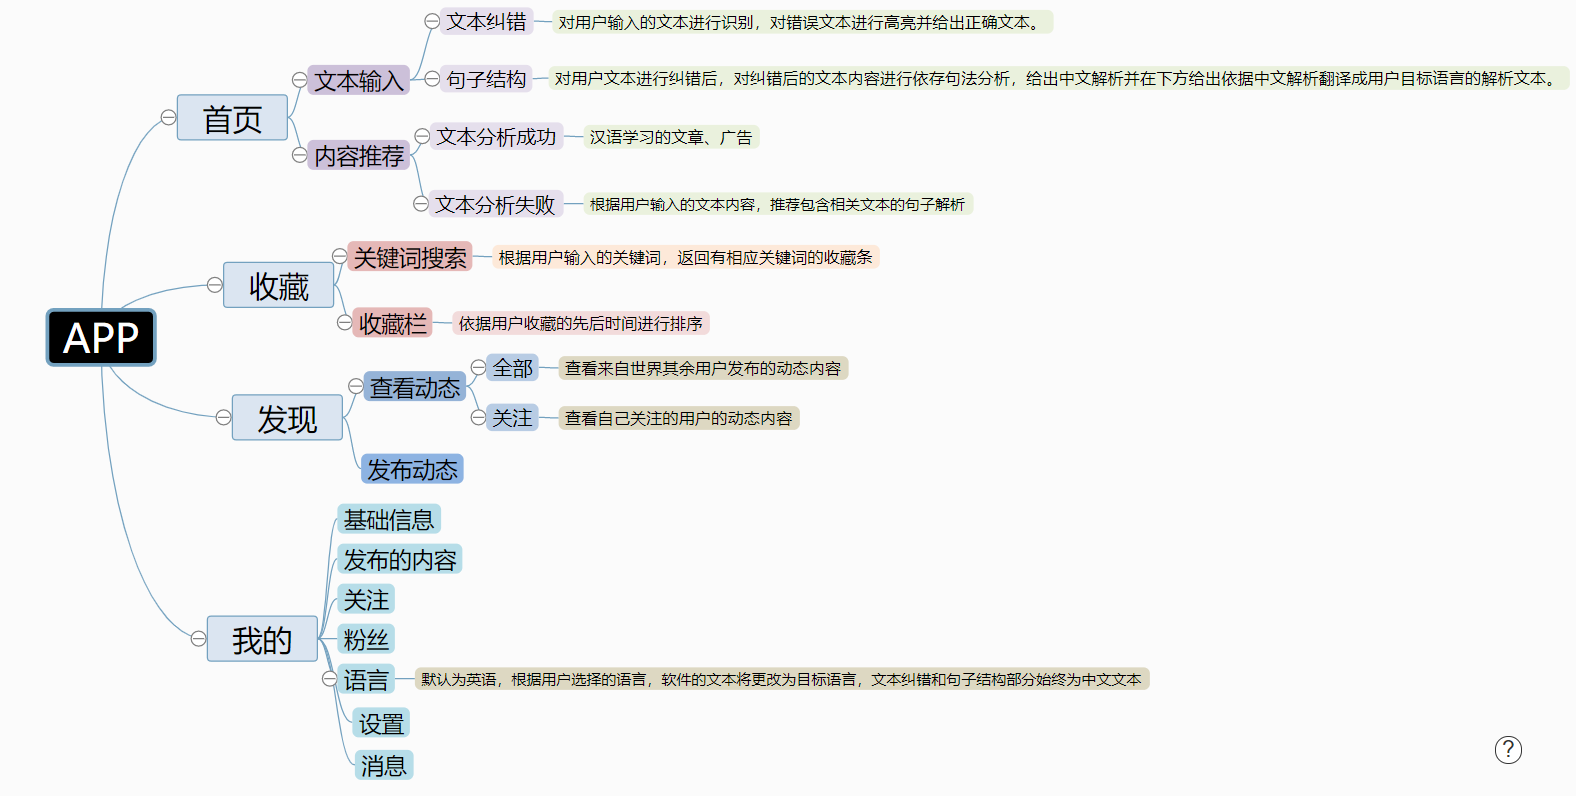 APP
首页
文本输入
文本纠错
对用户输入的文本进行识别，对错误文本进行高亮并给出正确文本。
句子结构
对用户文本进行纠错后，对纠错后的文本内容进行依存句法分析，给出中文解析并在下方给出依据中文解析翻译成用户目标语言的解析文本。
内容推荐
文本分析成功
汉语学习的文章、广告
文本分析失败
根据用户输入的文本内容，推荐包含相关文本的句子解析
收藏
关键词搜索
根据用户输入的关键词，返回有相应关键词的收藏条
收藏栏
依据用户收藏的先后时间进行排序
发现
查看动态
全部
查看来自世界其余用户发布的动态内容
关注
查看自己关注的用户的动态内容
发布动态
我的
基础信息
发布的内容
关注
粉丝
语言
默认为英语，根据用户选择的语言，软件的文本将更改为目标语言，文本纠错和句子结构部分始终为中文文本
设置
消息
?